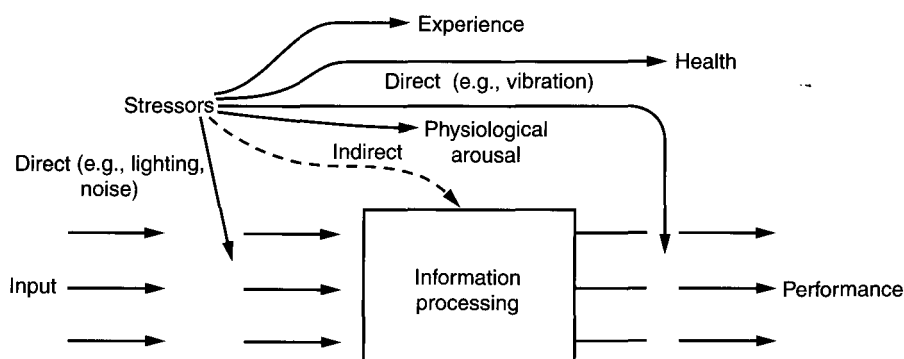 Experience
Health
Direct (e.g., vibration)
Stressors
Physiological
arousal
Indirect
Direct (e.g., lighting,
noise)
Information
processing
Input
Performance